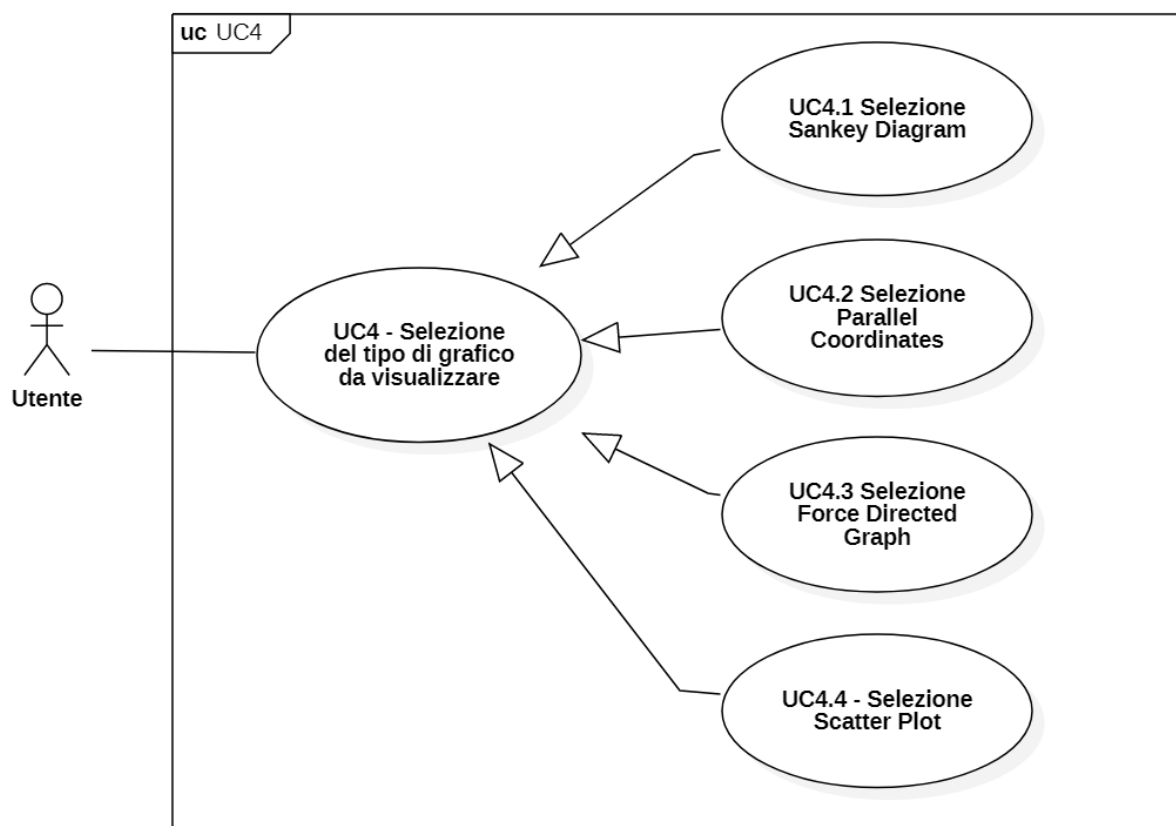 uc UC4
UC4.1 Selezione
Sankey Diagram
UC4.2 Selezione
Parallel
Coordinates
UC4 - Selezione
del tipo di grafico
da visualizzare
Utente
UC4.3 Selezione
Force Directed
Graph
UC4.4 - Selezione
Scatter Plot